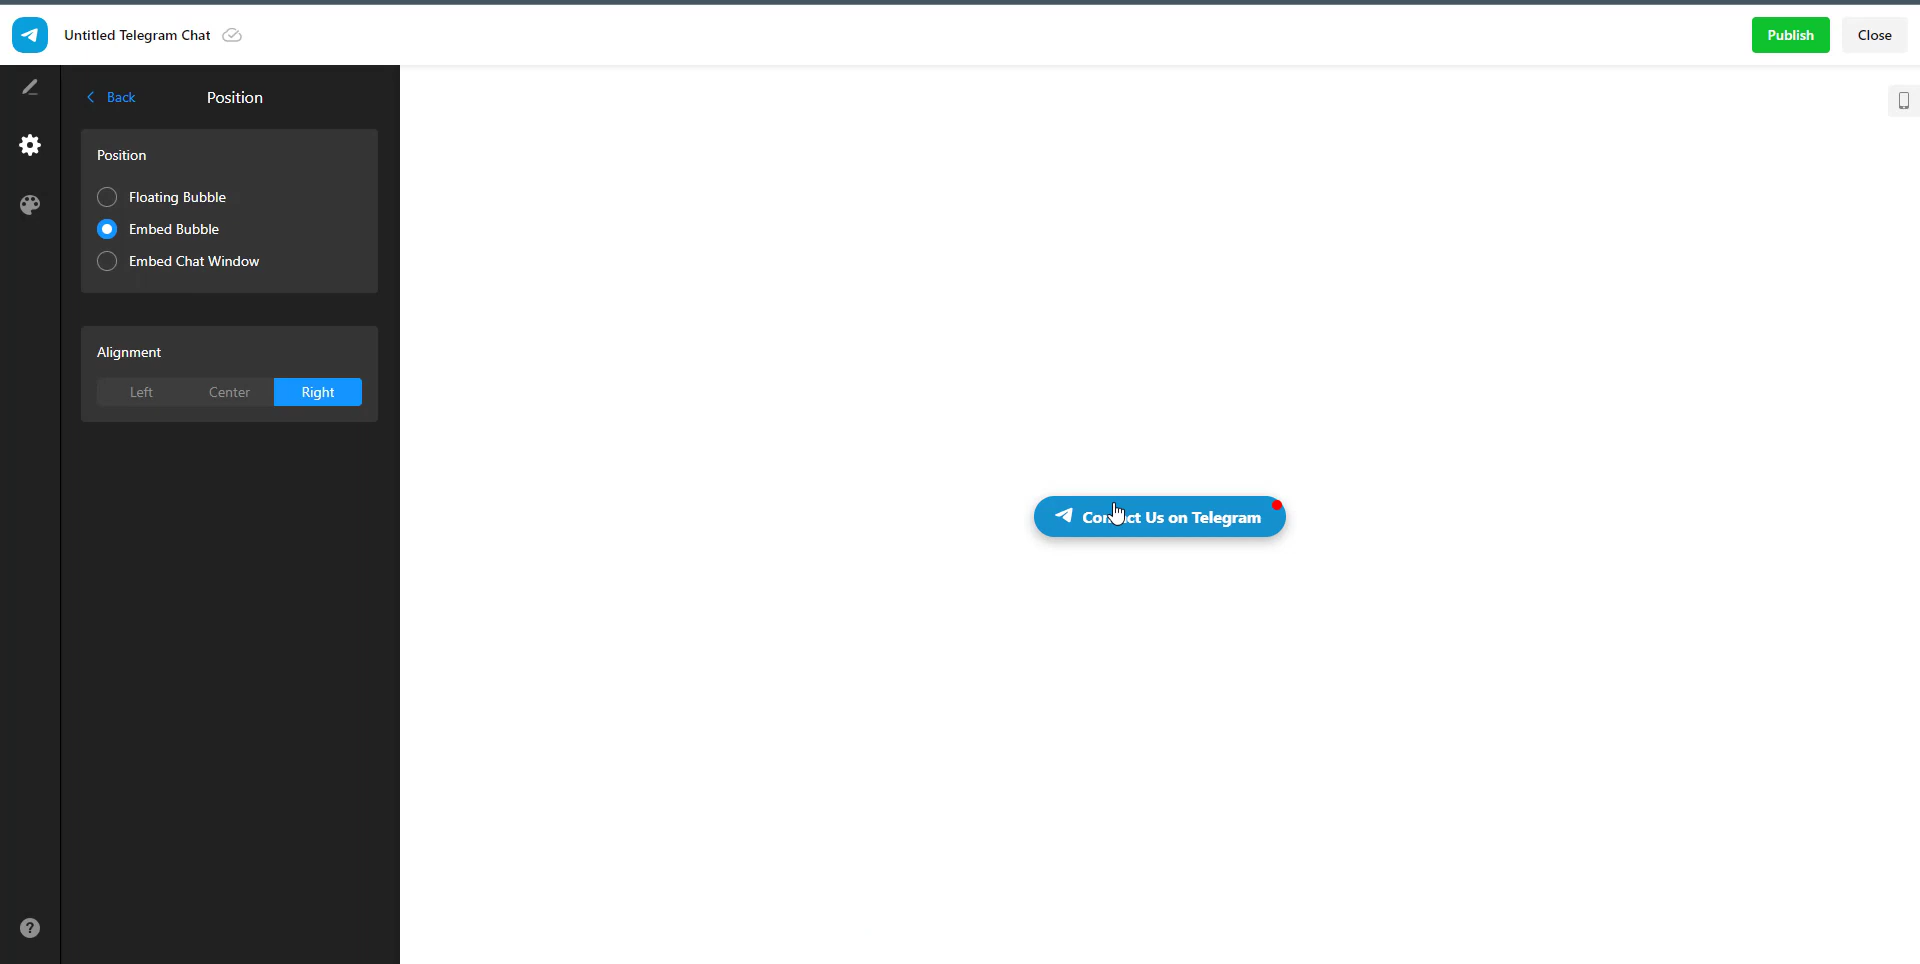 Untitled Telegram Chat
Publish
Close
Back
Position
Position
Floating Bubble
Embed Bubble
Embed Chat Window
Alignment
Left
Center
Right
Us on Telegram
?